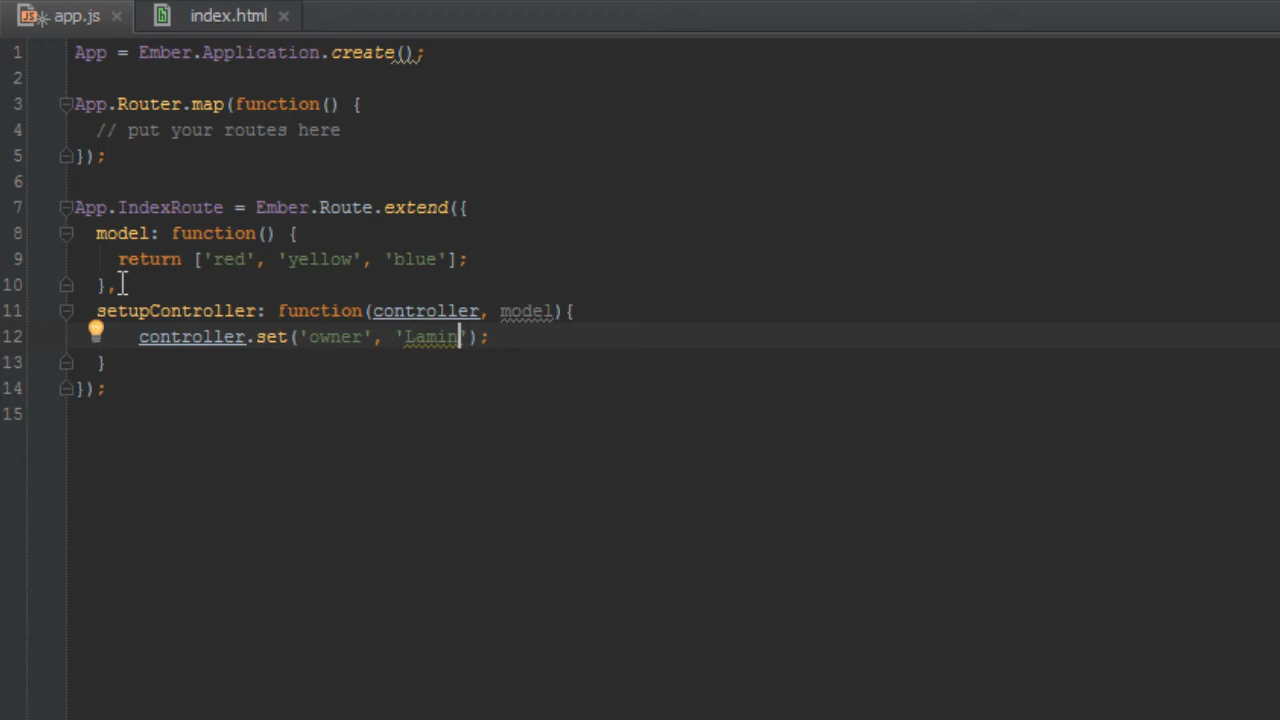 app.js
index.html
1 App = Ember.Application.create();
2
3 App.Router.map(function() {
4 // put your routes here
5 });
6
7 App.IndexRoute = Ember.Route.extend({
8 model: function() {
9 return ['red', 'yellow', 'blue'];
10 },
11 setupController: function(controller, model){
12 controller.set('owner', 'Lamin');
13 }
14 });
15